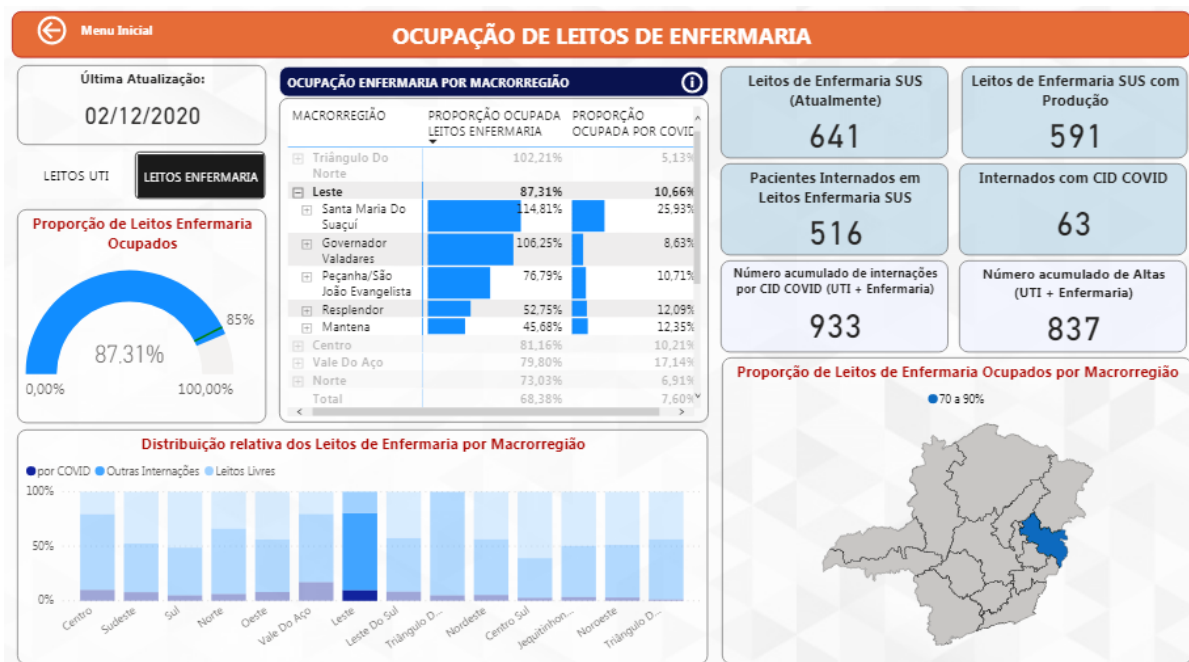 Menu Inicial
OCUPAÇÃO DE LEITOS DE ENFERMARIA
Última Atualização:
02/12/2020
LEITOS UTI
LEITOS ENFERMARIA
Proporção de Leitos Enfermaria
Ocupados
85%
87,31%
0,00%
100,00%
OCUPAÇÃO ENFERMARIA POR MACRORREGIÃO
MACRORREGIÃO PROPORÇÃO OCUPADA PROPORÇÃO
LEITOS ENFERMARIA OCUPADA POR COVID
Triângulo Do 102,21% 5,13%
Norte
Leste 87,31% 10,66%
Santa Maria Do 114,81% 25,93%
Suaçuí
Governador 106,25% 8,63%
Valadares
Peçanha/São 76,79% 10,71%
João Evangelista
Resplendor 52,75% 12,09%
Mantena 45,68% 12,35%
Centro 81,16% 10,21%
Vale Do Aço 79,80% 17,14%
Norte 73,03% 6,91%
Total 68,38% 7,60%
Leitos de Enfermaria SUS
(Atualmente)
641
Leitos de Enfermaria SUS com
Produção
591
Pacientes Internados em
Leitos Enfermaria SUS
516
Internados com CID COVID
63
Número acumulado de internações
por CID COVID (UTI + Enfermaria)
933
Número acumulado de Altas
(UTI + Enfermaria)
837
Distribuição relativa dos Leitos de Enfermaria por Macrorregião
por COVID Outras Internações Leitos Livres
100%
50%
0%
Centro
Sudeste
Sul
Norte
Oeste
Vale Do Aço
Leste
Leste Do Sul
Triângulo D...
Nordeste
Centro Sul
Jequitinhon...
Noroeste
Triângulo D...
Proporção de Leitos de Enfermaria Ocupados por Macrorregião
70 a 90%